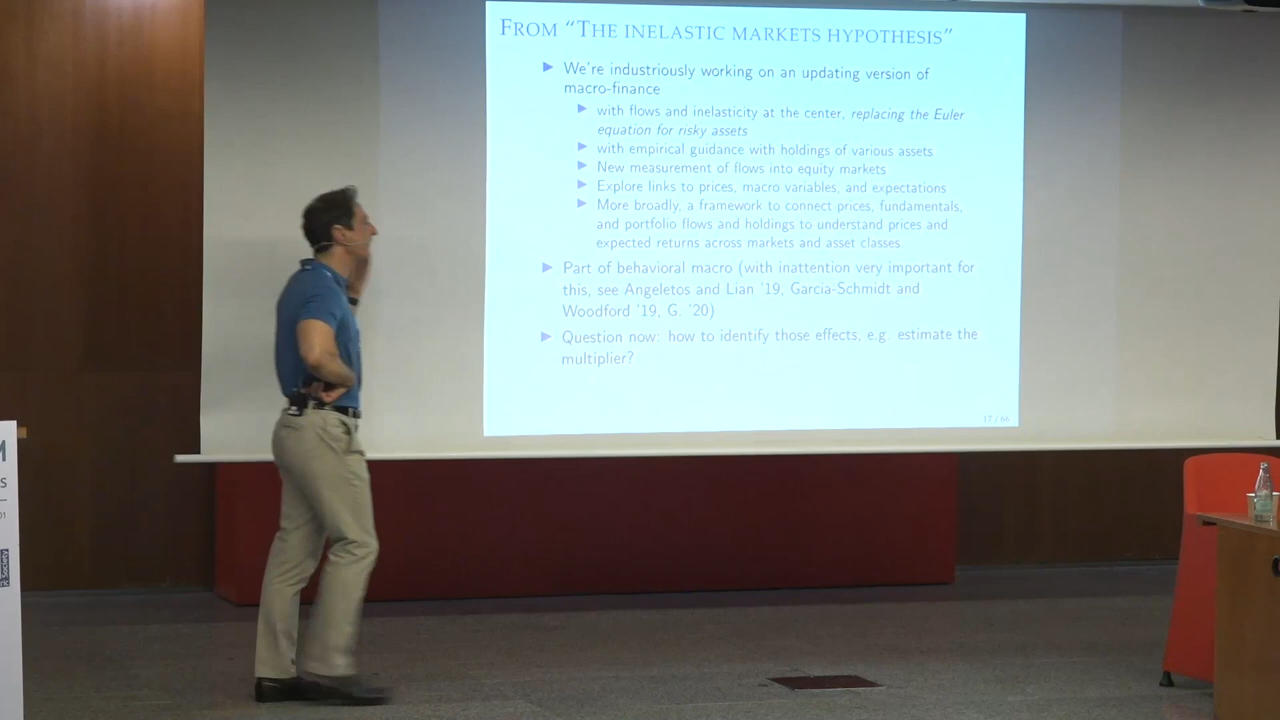 FROM “THE INELASTIC MARKETS HYPOTHESIS”
We're industriously working on an updating version of
macro-finance
with flows and inelasticity at the center, replacing the Euler
equation for risky assets
with empirical guidance with holdings of various assets
New measurement of flows into equity markets
Explore links to prices, macro variables, and expectations
More broadly, a framework to connect prices, fundamentals,
and portfolio flows and holdings to understand prices and
expected returns across markets and asset classes
Part of behavioral macro (with inattention very important for
this, see Angeletos and Lian '19, Garcia-Schmidt and
Woodford '19, G. '20)
Question now: how to identify those effects, e.g. estimate the
multiplier?
17 / 66
M
S
01
Society